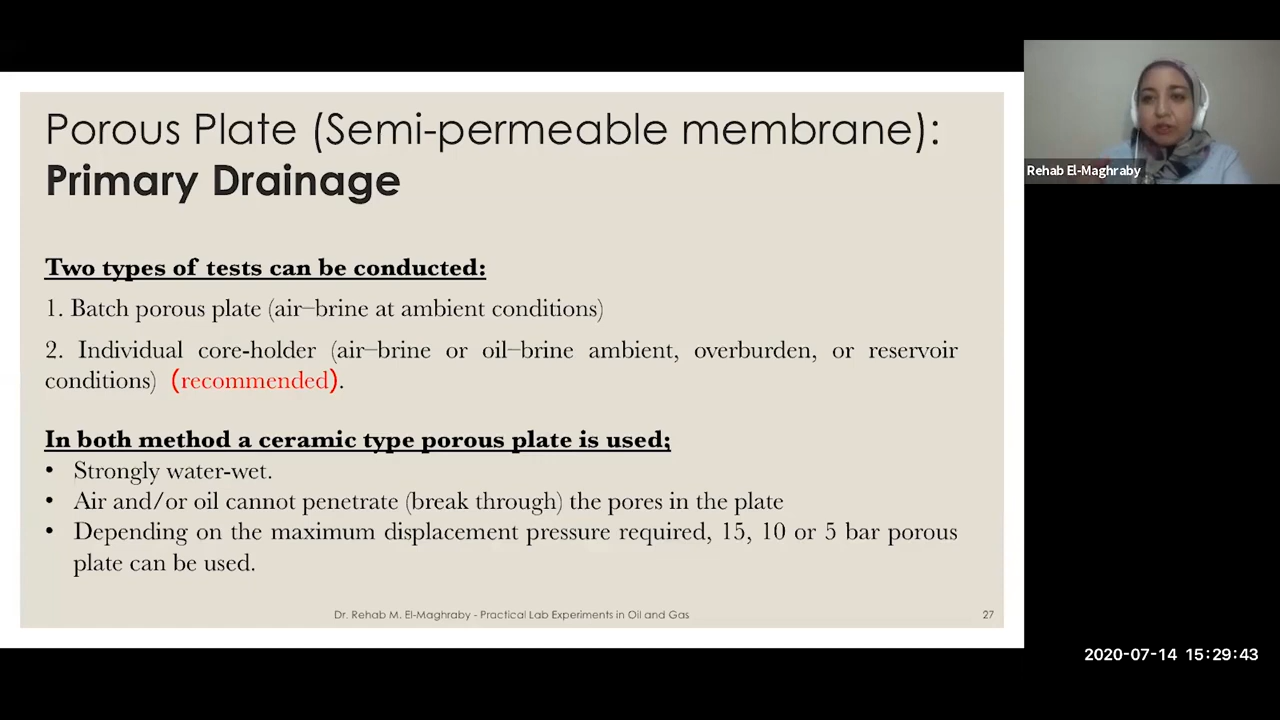 Porous Plate (Semi-permeable membrane):
Primary Drainage
Two types of tests can be conducted:
1. Batch porous plate (air–brine at ambient conditions)
2. Individual core-holder (air–brine or oil–brine ambient, overburden, or reservoir
conditions) (recommended).
In both method a ceramic type porous plate is used;
• Strongly water-wet.
• Air and/or oil cannot penetrate (break through) the pores in the plate
• Depending on the maximum displacement pressure required, 15, 10 or 5 bar porous
plate can be used.
Dr. Rehab M. El-Maghraby - Practical Lab Experiments in Oil and Gas
27
Rehab El-Maghraby
2020-07-14 15:29:43